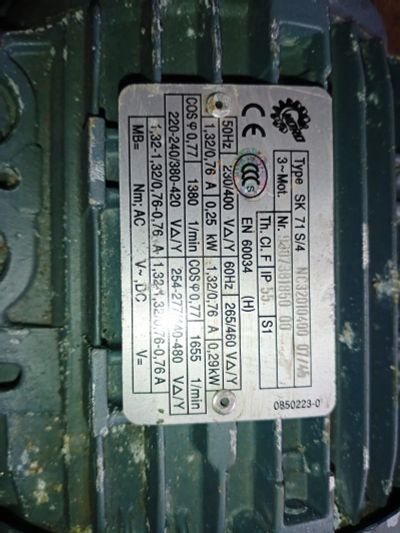 NORD
Type SK 71 S/4
3~Mot. Nr.
Th. Cl. F IP 55 S1
EN 60034 (H)
50Hz 230/400 V Δ/Y 60Hz 265/460 V Δ/Y
1,32/0,76 A 0,25 kW 1,32/0,76 A 0,29kW
COS φ 0,77 1380 1/min COS φ 0,77 1655 1/min
220-240/380-420 V Δ/Y 254-277/440-480 V Δ/Y
1,32-1,32/0,76-0,76 A 1,32-1,32/0,76-0,76 A
MB= Nm; AC V~, DC V=
0850223-0